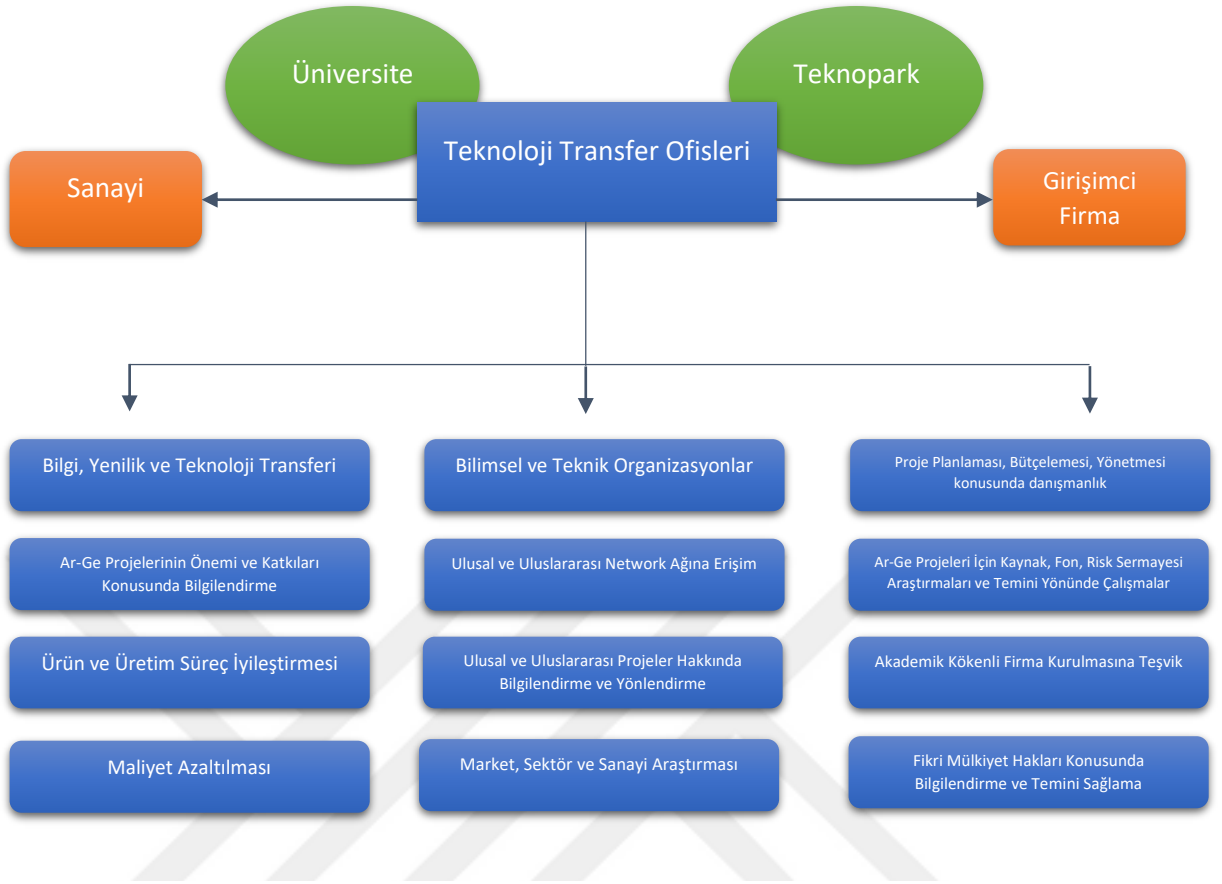 Üniversite
Teknopark
Teknoloji Transfer Ofisleri
Sanayi
Girişimci
Firma
Bilgi, Yenilik ve Teknoloji Transferi
Bilimsel ve Teknik Organizasyonlar
Proje Planlaması, Bütçelemesi, Yönetmesi
konusunda danışmanlık
Ar-Ge Projelerinin Önemi ve Katkıları
Konusunda Bilgilendirme
Ulusal ve Uluslararası Network Ağına Erişim
Ar-Ge Projeleri İçin Kaynak, Fon, Risk Sermayesi
Araştırmaları ve Temini Yönünde Çalışmalar
Ürün ve Üretim Süreç İyileştirmesi
Ulusal ve Uluslararası Projeler Hakkında
Bilgilendirme ve Yönlendirme
Akademik Kökenli Firma Kurulmasına Teşvik
Maliyet Azaltılması
Market, Sektör ve Sanayi Araştırması
Fikri Mülkiyet Hakları Konusunda
Bilgilendirme ve Temini Sağlama